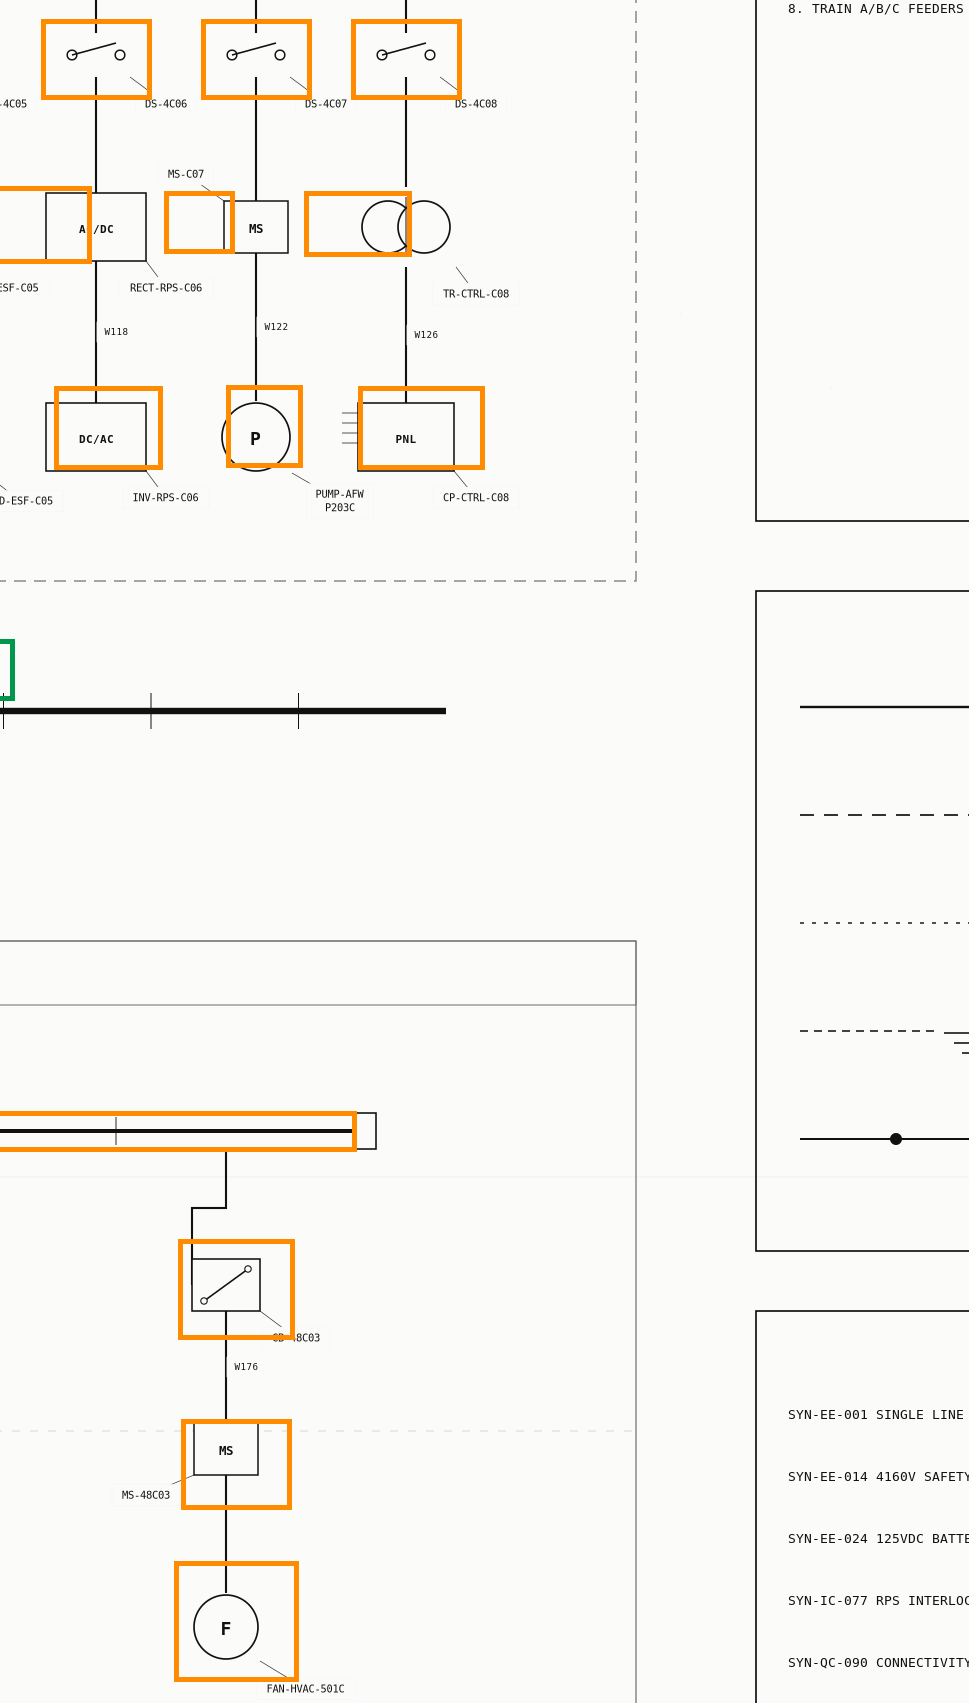 8. TRAIN A/B/C FEEDERS
-4C05
DS-4C06
DS-4C07
DS-4C08
MS-C07
MS
ESF-C05
RECT-RPS-C06
TR-CTRL-C08
W118
W122
W126
DC/AC
P
PNL
D-ESF-C05
INV-RPS-C06
PUMP-AFW
P203C
CP-CTRL-C08
W176
MS
MS-48C03
F
FAN-HVAC-501C
SYN-EE-001 SINGLE LINE
SYN-EE-014 4160V SAFETY
SYN-EE-024 125VDC BATTE
SYN-IC-077 RPS INTERLOC
SYN-QC-090 CONNECTIVITY